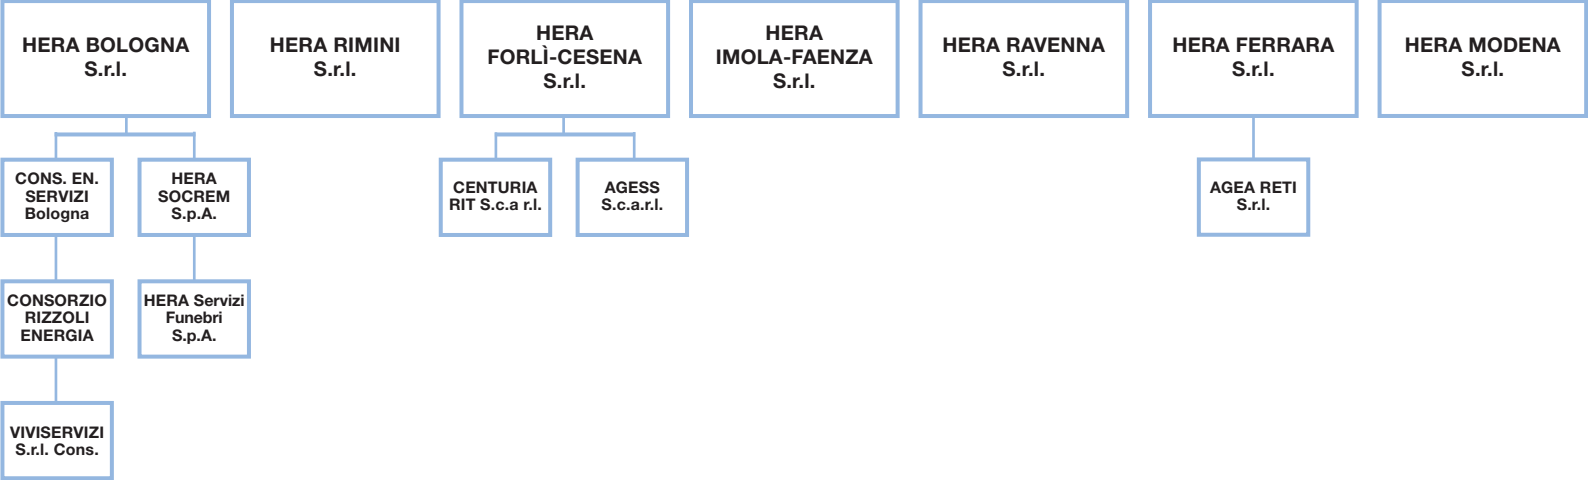 HERA BOLOGNA
S.r.l.
HERA RIMINI
S.r.l.
HERA
FORLÌ-CESENA
S.r.l.
HERA
IMOLA-FAENZA
S.r.l.
HERA RAVENNA
S.r.l.
HERA FERRARA
S.r.l.
HERA MODENA
S.r.l.
CONS. EN.
SERVIZI
Bologna
HERA
SOCREM
S.p.A.
CENTURIA
RIT S.c.a r.l.
AGESS
S.c.a.r.l.
AGEA RETI
S.r.l.
CONSORZIO
RIZZOLI
ENERGIA
HERA Servizi
Funebri
S.p.A.
VIVISERVIZI
S.r.l. Cons.